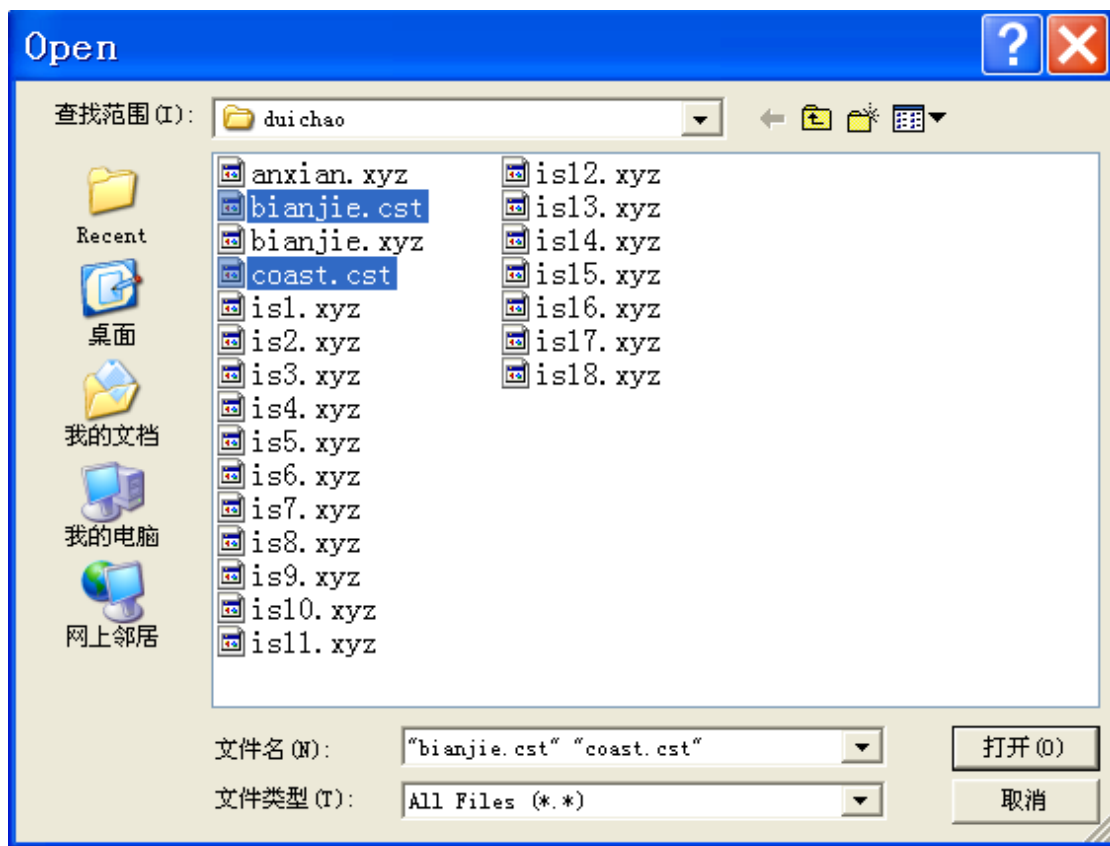 Open
查找范围(I): duichao
Recent
桌面
我的文档
我的电脑
网上邻居
anxian.xyz
bianjie.cst
bianjie.xyz
coast.cst
is1.xyz
is2.xyz
is3.xyz
is4.xyz
is5.xyz
is6.xyz
is7.xyz
is8.xyz
is9.xyz
is10.xyz
is11.xyz
is12.xyz
is13.xyz
is14.xyz
is15.xyz
is16.xyz
is17.xyz
is18.xyz
文件名(N): "bianjie.cst" "coast.cst" 打开(O)
文件类型(T): All Files (*.*) 取消